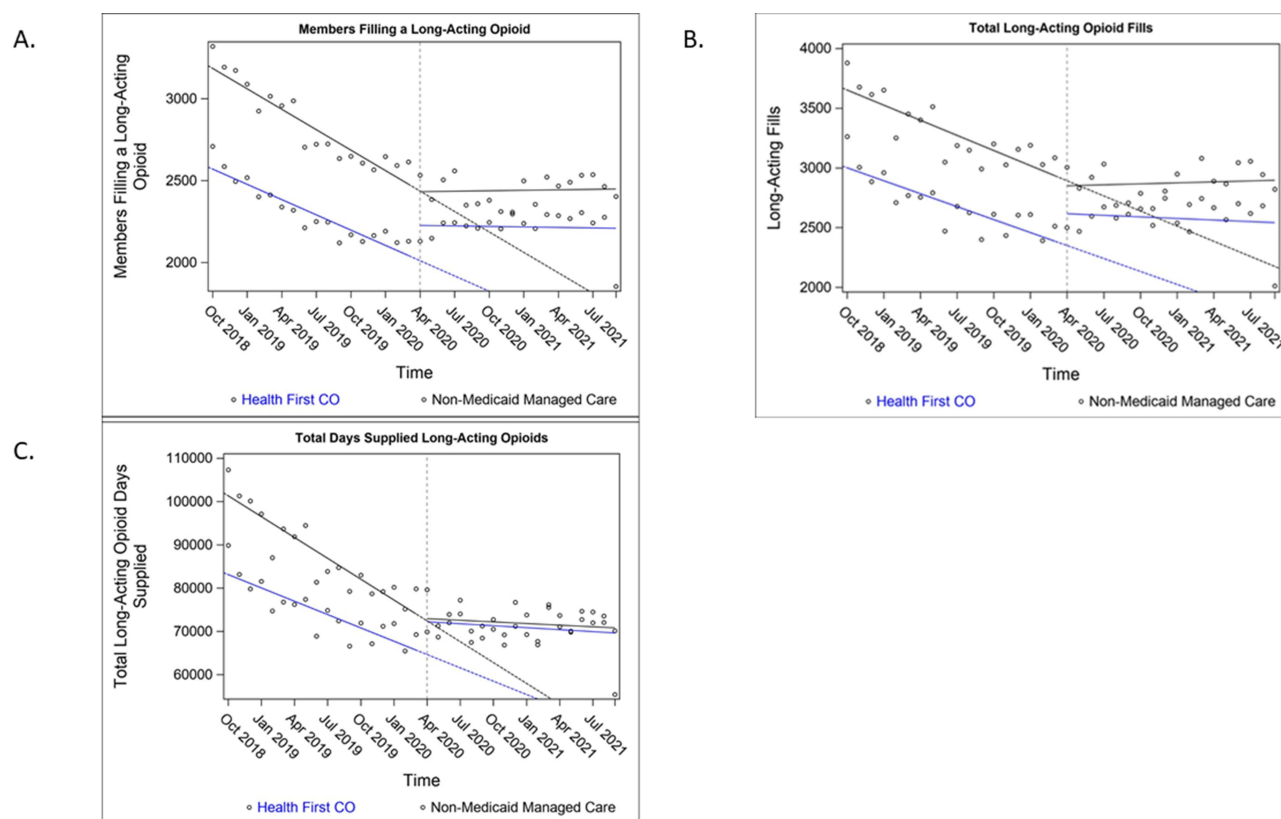 A.
Members Filling a Long-Acting Opioid
Members Filling a Long-Acting
Opioid
3000
2500
2000
Oct 2018
Jan 2019
Apr 2019
Jul 2019
Oct 2019
Jan 2020
Apr 2020
Jul 2020
Oct 2020
Jan 2021
Apr 2021
Jul 2021
Time
Health First CO
Non-Medicaid Managed Care
B.
Total Long-Acting Opioid Fills
Long-Acting Fills
4000
3500
3000
2500
2000
Oct 2018
Jan 2019
Apr 2019
Jul 2019
Oct 2019
Jan 2020
Apr 2020
Jul 2020
Oct 2020
Jan 2021
Apr 2021
Jul 2021
Time
Health First CO
Non-Medicaid Managed Care
C.
Total Days Supplied Long-Acting Opioids
Total Long-Acting Opioid Days
Supplied
110000
100000
90000
80000
70000
60000
Oct 2018
Jan 2019
Apr 2019
Jul 2019
Oct 2019
Jan 2020
Apr 2020
Jul 2020
Oct 2020
Jan 2021
Apr 2021
Jul 2021
Time
Health First CO
Non-Medicaid Managed Care